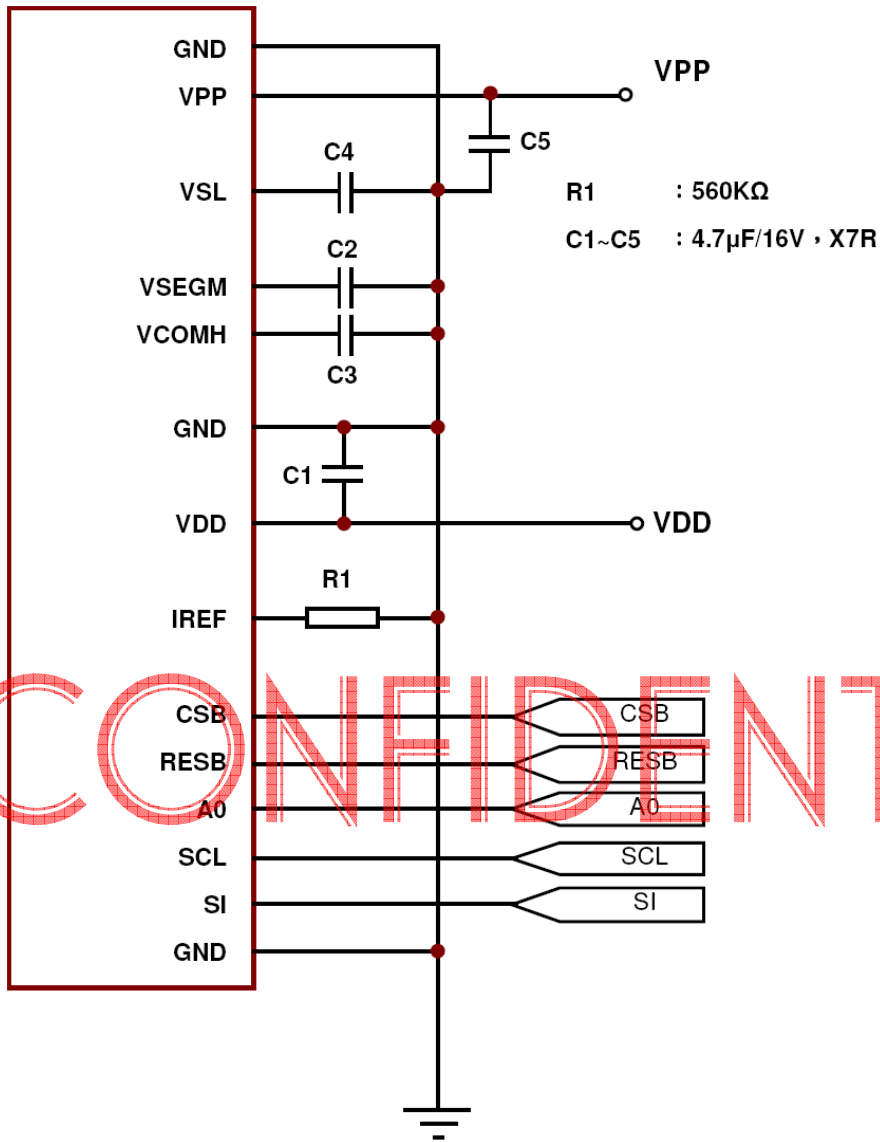 GND
VPP
VPP
C5
C4
VSL
R1 : 560KΩ
C1~C5 : 4.7µF/16V，X7R
C2
VSEGM
VCOMH
C3
GND
C1
VDD
VDD
R1
IREF
CONFIDENT
CSB
CSB
RESB
RESB
A0
A0
SCL
SCL
SI
SI
GND